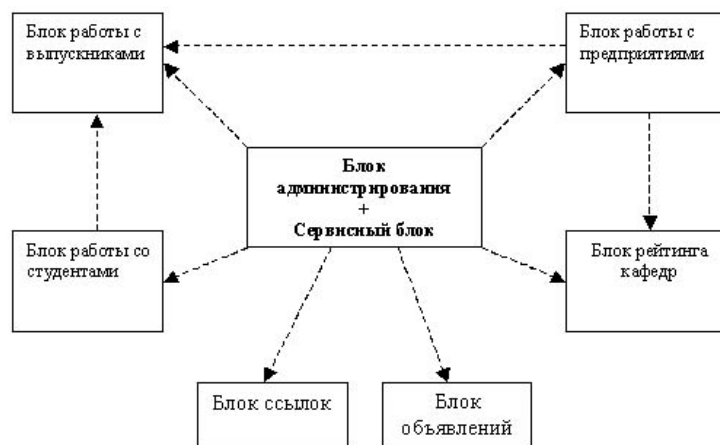 Блок работы с
выпускниками
Блок работы с
предприятиями
Блок
администрирования
+
Сервисный блок
Блок работы со
студентами
Блок рейтинга
кафедр
Блок ссылок
Блок
объявлений